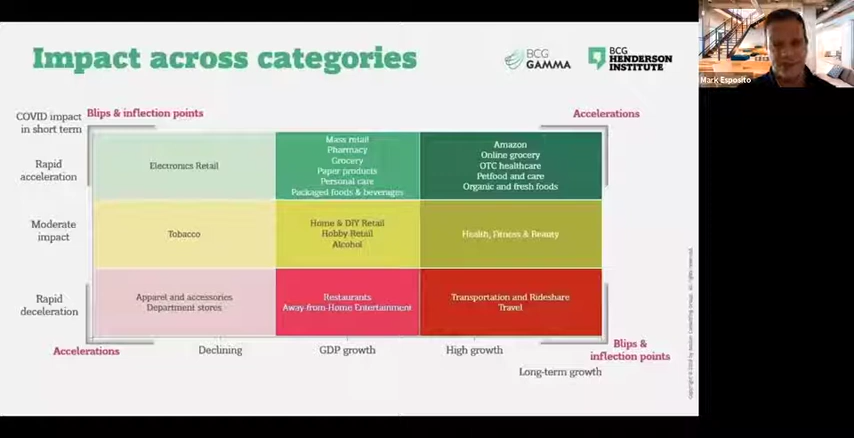 Impact across categories
BCG
GAMMA
BCG
HENDERSON
INSTITUTE
Mark Esposito
COVID impact
in short term
Blips & inflection points
Accelerations
Rapid
acceleration
Electronics Retail
Mass retail
Pharmacy
Grocery
Paper products
Personal care
Packaged foods & beverages
Amazon
Online grocery
OTC healthcare
Petfood and care
Organic and fresh foods
Moderate
impact
Tobacco
Home & DIY Retail
Hobby Retail
Alcohol
Health, Fitness & Beauty
Rapid
deceleration
Apparel and accessories
Department stores
Restaurants
Away-from-Home Entertainment
Transportation and Rideshare
Travel
Accelerations
Declining
GDP growth
High growth
Blips &
inflection points
Long-term growth